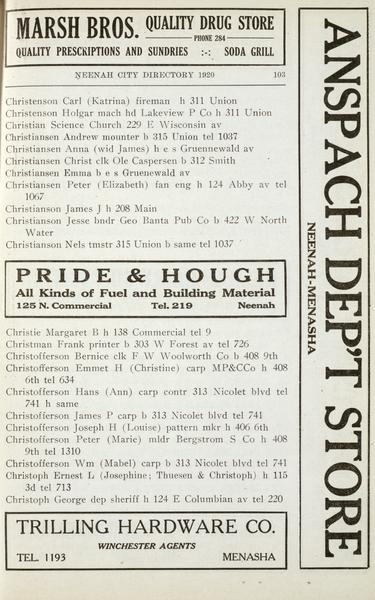 MARSH BROS. QUALITY DRUG STORE
PHONE 284
QUALITY PRESCRIPTIONS AND SUNDRIES :-: SODA GRILL
NEENAH CITY DIRECTORY 1920 103
Christenson Carl (Katrina) fireman h 311 Union
Christenson Holgar mach hd Lakeview P Co h 311 Union
Christian Science Church 229 E Wisconsin av
Christiansen Andrew mounter b 315 Union tel 1037
Christiansen Anna (wid James) h e s Gruennewald av
Christiansen Christ clk Ole Caspersen b 312 Smith
Christiansen Emma b e s Gruenewald av
Christiansen Peter (Elizabeth) fan eng h 124 Abby av tel
1067
Christianson James J h 208 Main
Christianson Jesse bndr Geo Banta Pub Co b 422 W North
Water
Christianson Nels tmstr 315 Union b same tel 1037
PRIDE & HOUGH
All Kinds of Fuel and Building Material
125 N. Commercial Tel. 219 Neenah
Christie Margaret B h 138 Commercial tel 9
Christman Frank printer b 303 W Forest av tel 726
Christofferson Bernice clk F W Woolworth Co b 408 9th
Christofferson Emmet H (Christine) carp MP&CCo h 408
6th tel 634
Christofferson Hans (Ann) carp contr 313 Nicolet blvd tel
741 h same
Christofferson James P carp b 313 Nicolet blvd tel 741
Christofferson Joseph H (Louise) pattern mkr h 406 6th
Christofferson Peter (Marie) mldr Bergstrom S Co h 408
9th tel 1310
Christofferson Wm (Mabel) carp b 313 Nicolet blvd tel 741
Christoph Ernest L (Josephine; Thuesen & Christoph) h 115
3d tel 713
Christoph George dep sheriff h 124 E Columbian av tel 220
TRILLING HARDWARE CO.
WINCHESTER AGENTS
TEL. 1193 MENASHA
ANSPACH DEP'T STORE
NEENAH-MENASHA